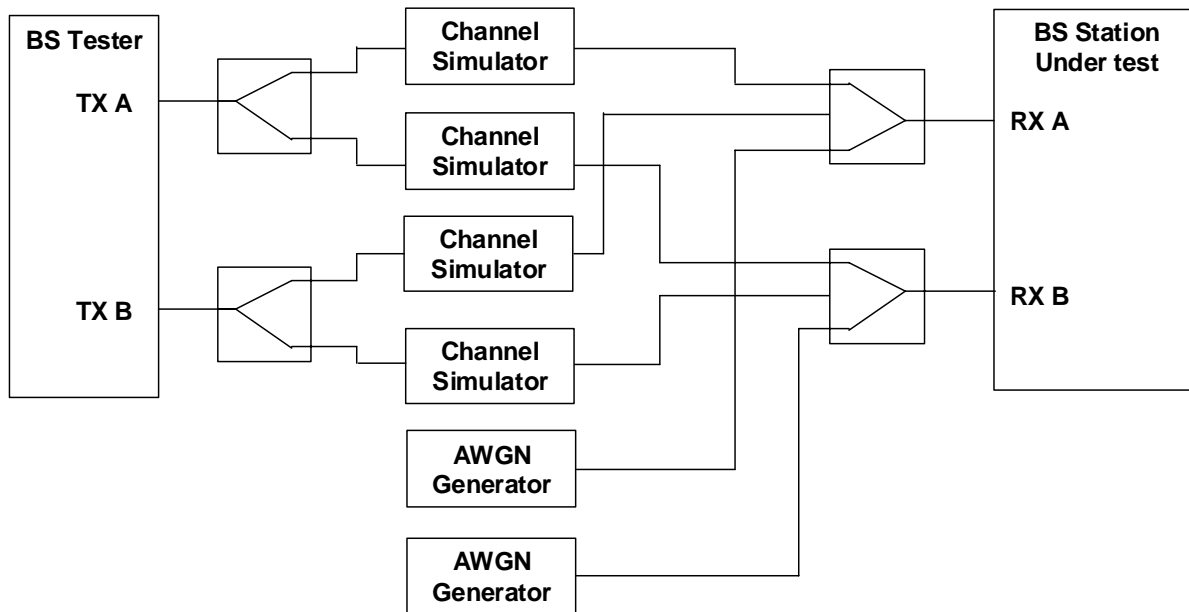 BS Tester
TX A
TX B
Channel
Simulator
Channel
Simulator
Channel
Simulator
Channel
Simulator
AWGN
Generator
AWGN
Generator
BS Station
Under test
RX A
RX B